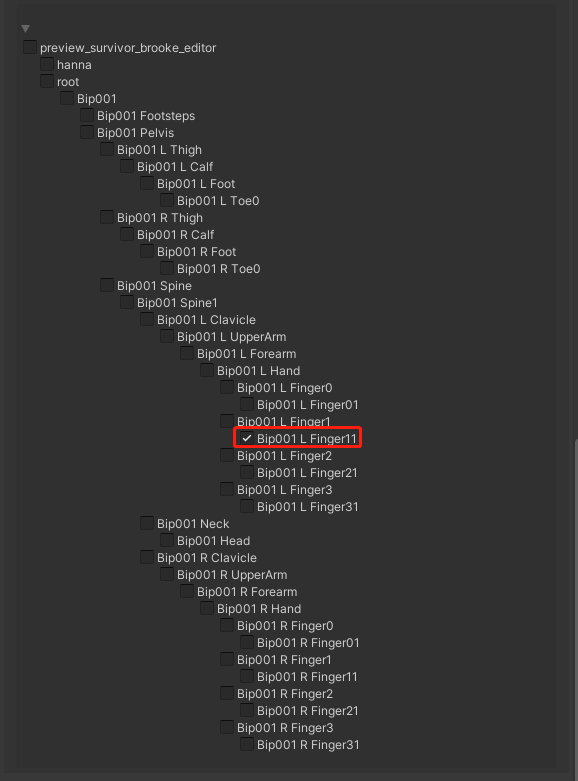 preview_survivor_brooke_editor
hanna
root
Bip001
Bip001 Footsteps
Bip001 Pelvis
Bip001 L Thigh
Bip001 L Calf
Bip001 L Foot
Bip001 L Toe0
Bip001 R Thigh
Bip001 R Calf
Bip001 R Foot
Bip001 R Toe0
Bip001 Spine
Bip001 Spine1
Bip001 L Clavicle
Bip001 L UpperArm
Bip001 L Forearm
Bip001 L Hand
Bip001 L Finger0
Bip001 L Finger01
Bip001 L Finger1
Bip001 L Finger11
Bip001 L Finger2
Bip001 L Finger21
Bip001 L Finger3
Bip001 L Finger31
Bip001 Neck
Bip001 Head
Bip001 R Clavicle
Bip001 R UpperArm
Bip001 R Forearm
Bip001 R Hand
Bip001 R Finger0
Bip001 R Finger01
Bip001 R Finger1
Bip001 R Finger11
Bip001 R Finger2
Bip001 R Finger21
Bip001 R Finger3
Bip001 R Finger31